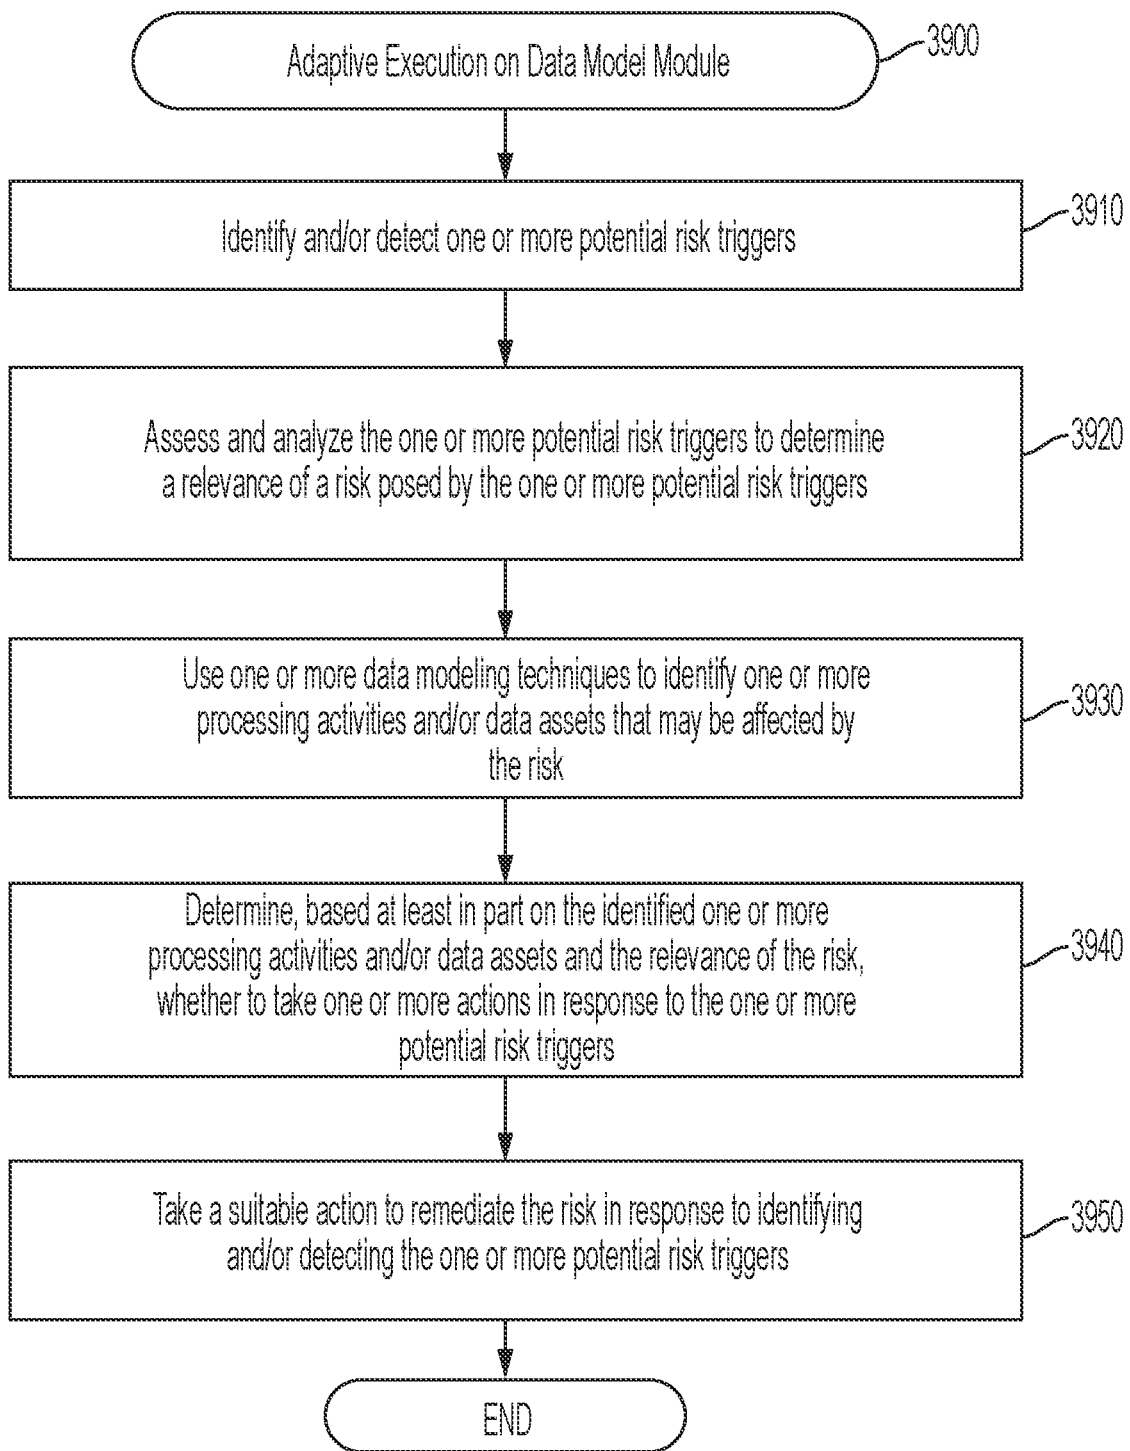 Adaptive Execution on Data Model Module
3900
Identify and/or detect one or more potential risk triggers
3910
Assess and analyze the one or more potential risk triggers to determine
a relevance of a risk posed by the one or more potential risk triggers
3920
Use one or more data modeling techniques to identify one or more
processing activities and/or data assets that may be affected by
the risk
3930
Determine, based at least in part on the identified one or more
processing activities and/or data assets and the relevance of the risk,
whether to take one or more actions in response to the one or more
potential risk triggers
3940
Take a suitable action to remediate the risk in response to identifying
and/or detecting the one or more potential risk triggers
3950
END